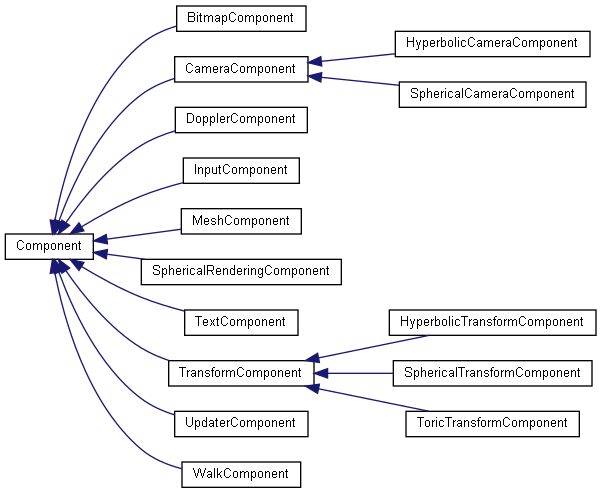 BitmapComponent
HyperbolicCameraComponent
CameraComponent
SphericalCameraComponent
DopplerComponent
InputComponent
MeshComponent
Component
SphericalRenderingComponent
TextComponent
HyperbolicTransformComponent
TransformComponent
SphericalTransformComponent
ToricTransformComponent
UpdaterComponent
WalkComponent